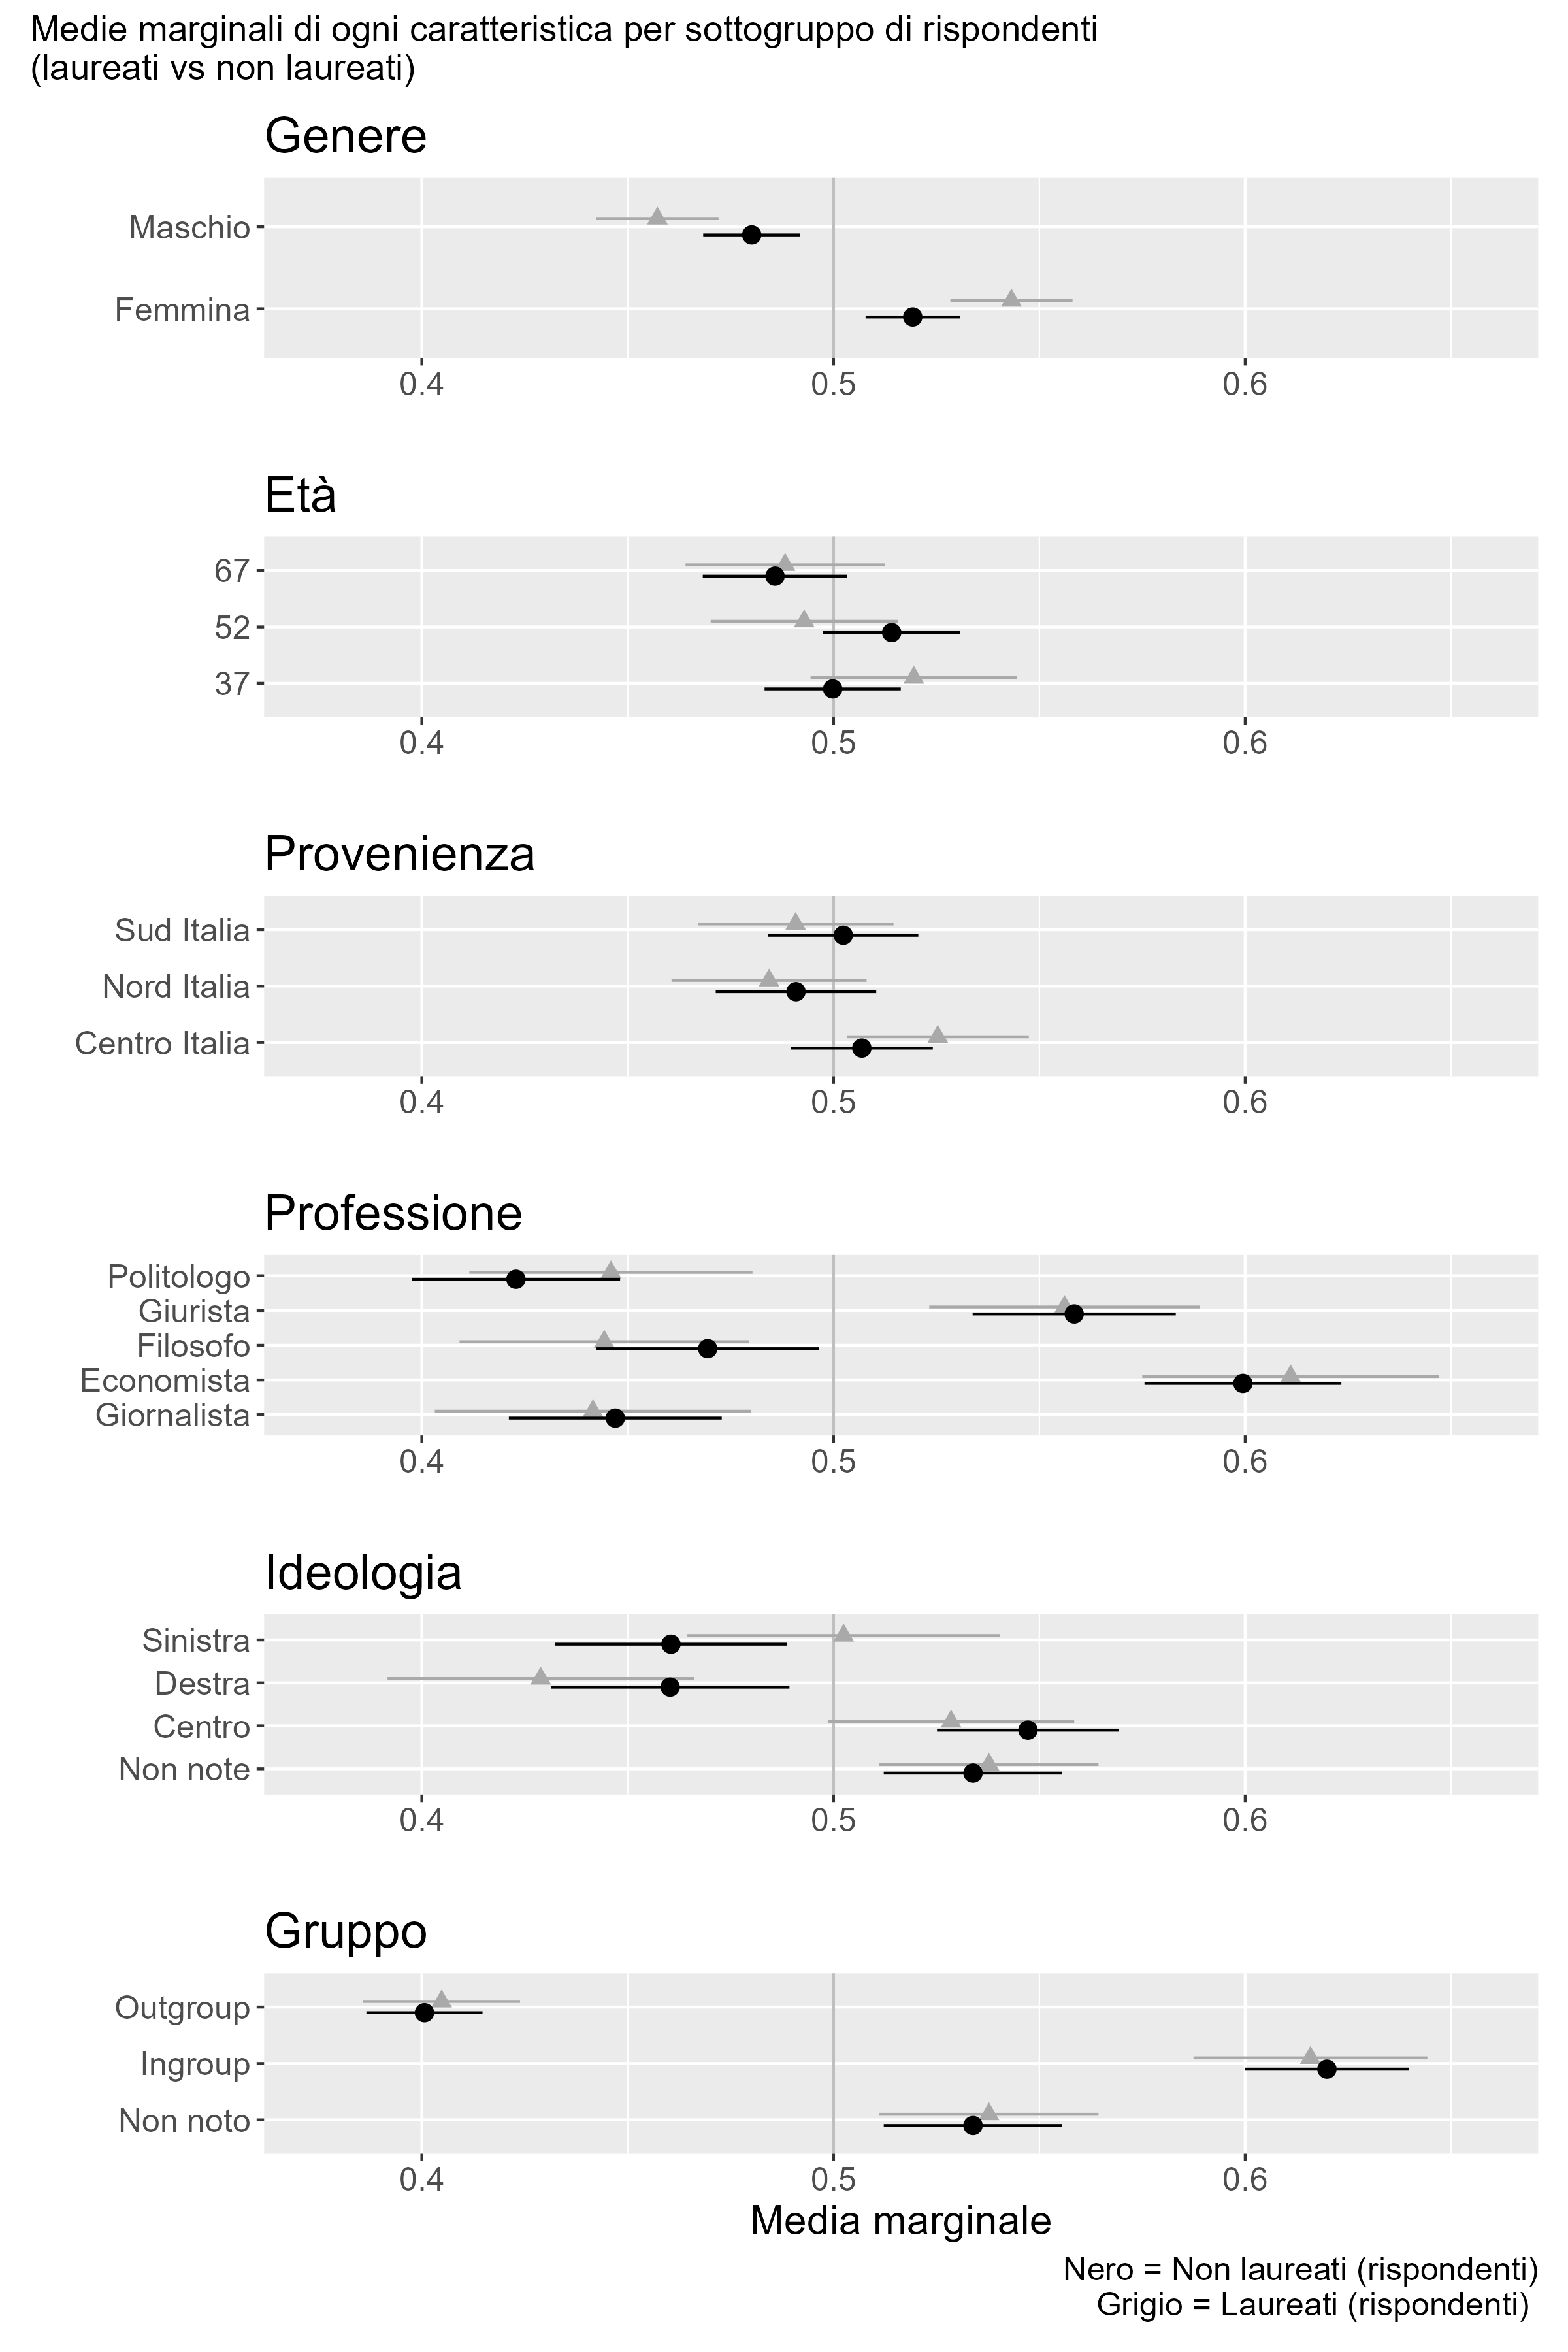 Medie marginali di ogni caratteristica per sottogruppo di rispondenti
(laureati vs non laureati)
Genere
Maschio
Femmina
0.4 0.5 0.6
Età
67
52
37
0.4 0.5 0.6
Provenienza
Sud Italia
Nord Italia
Centro Italia
0.4 0.5 0.6
Professione
Politologo
Giurista
Filosofo
Economista
Giornalista
0.4 0.5 0.6
Ideologia
Sinistra
Destra
Centro
Non note
0.4 0.5 0.6
Gruppo
Outgroup
Ingroup
Non noto
0.4 0.5 0.6
Media marginale
Nero = Non laureati (rispondenti)
Grigio = Laureati (rispondenti)